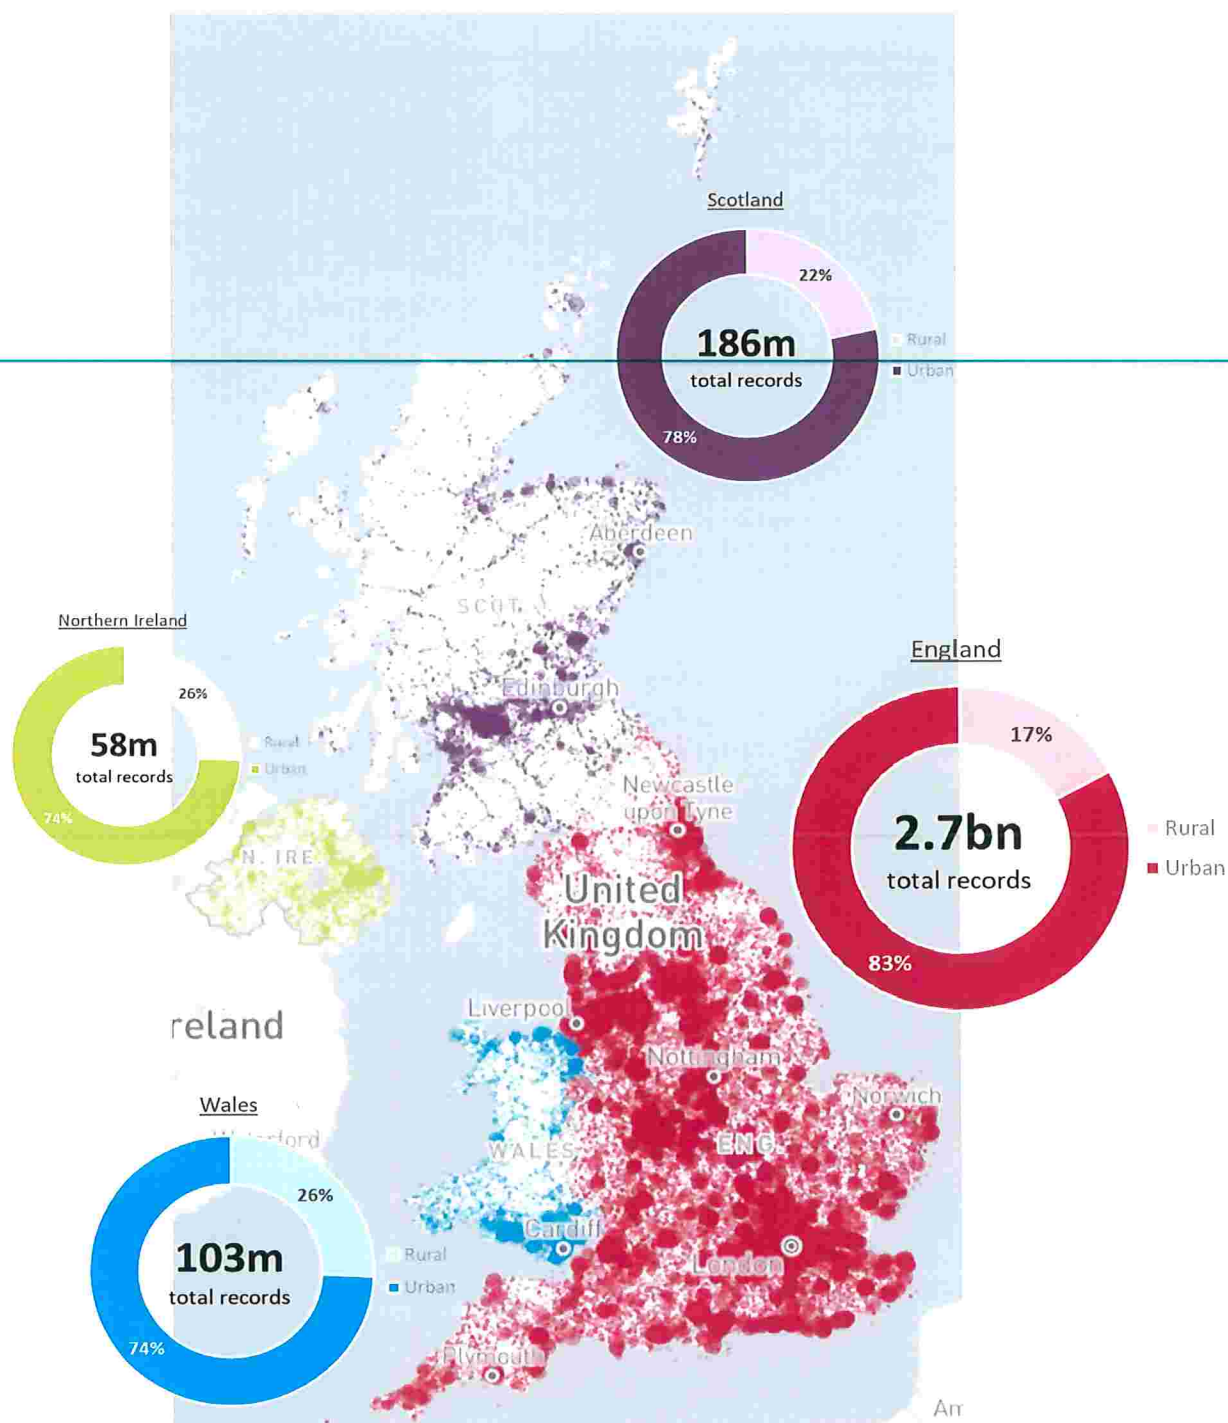 Scotland
22%
186m
total records
78%
Rural
Urban
Aberdeen
SCOT
Northern Ireland
26%
58m
total records
74%
Rural
Urban
Edinburgh
England
17%
2.7bn
total records
83%
Rural
Urban
Newcastle
upon Tyne
N. IRE
United
Kingdom
Liverpool
reland
Nottingham
Norwich
Wales
26%
103m
total records
74%
Rural
Urban
WALES
ENG.
Cardiff
London
Plymouth
Am